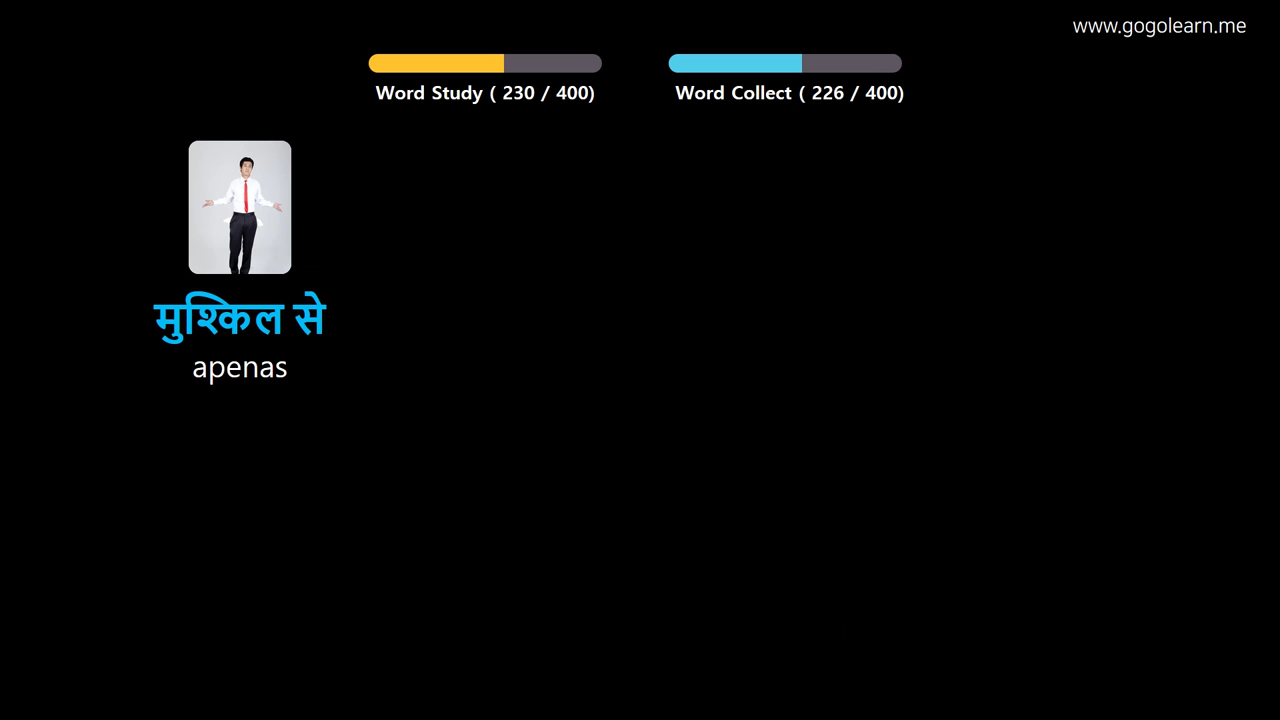 www.gogolearn.me
Word Study ( 230 / 400)
Word Collect ( 226 / 400)
मुश्किल से
apenas